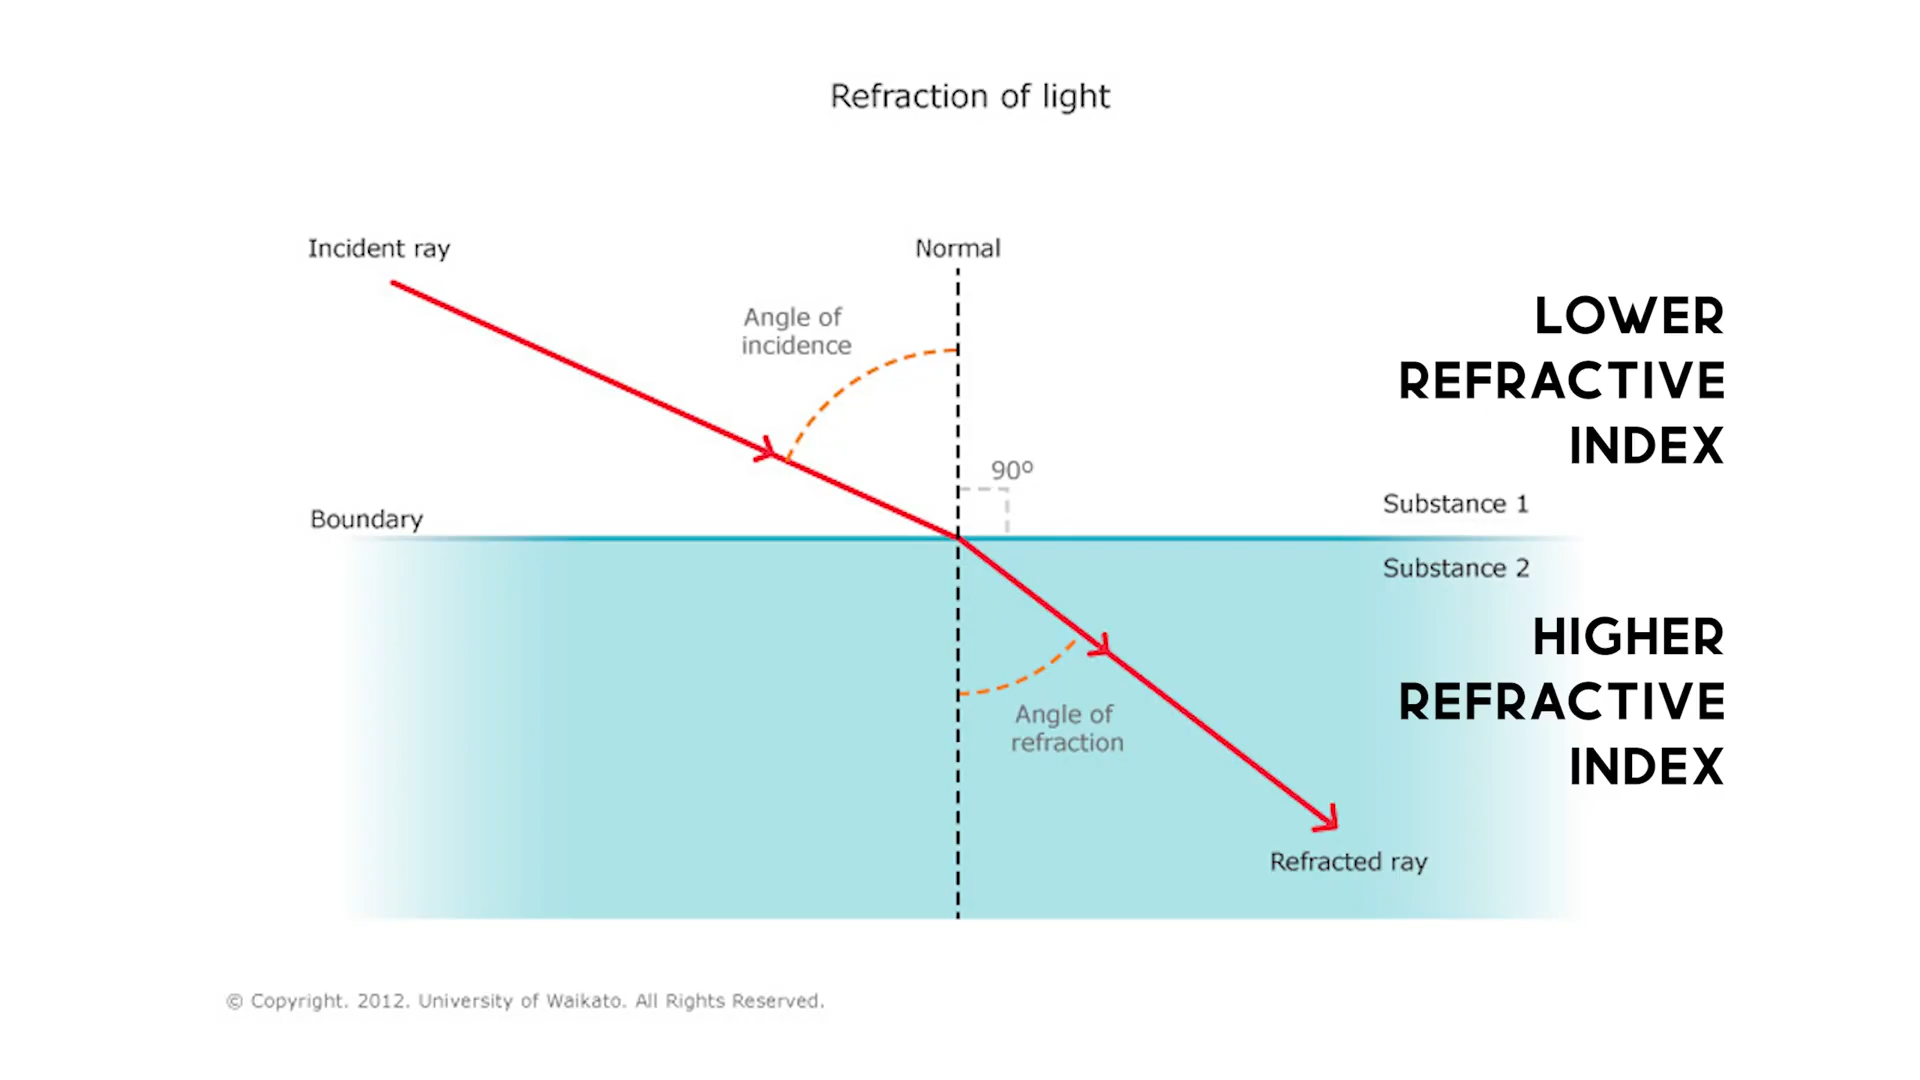 Refraction of light
Incident ray
Normal
Angle of
incidence
LOWER
REFRACTIVE
INDEX
90º
Boundary
Substance 1
Substance 2
HIGHER
REFRACTIVE
INDEX
Angle of
refraction
Refracted ray
© Copyright. 2012. University of Waikato. All Rights Reserved.